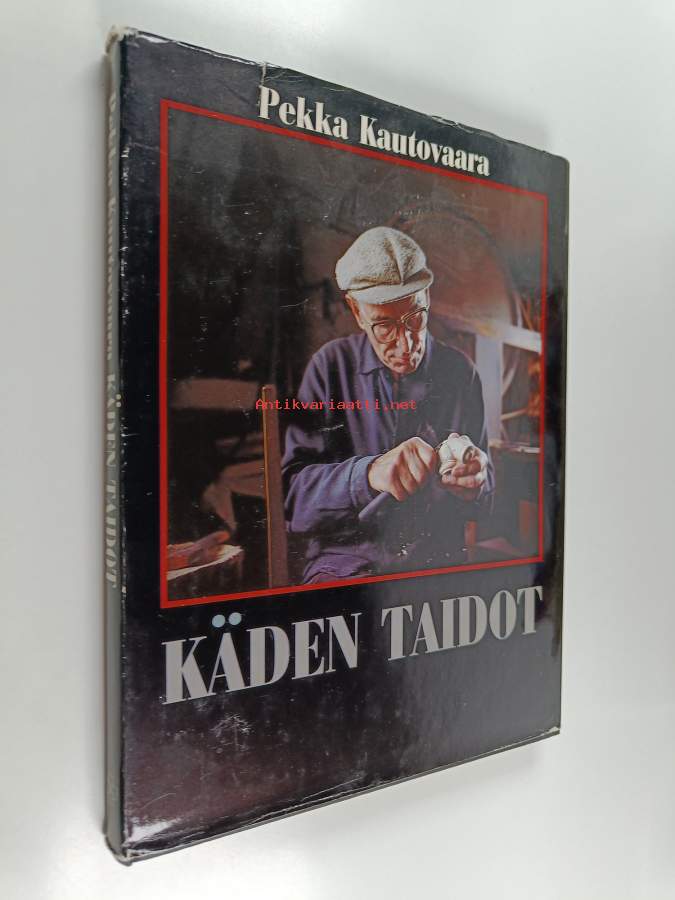 Pekka Kautovaara
Antikvariaatti.net
KÄDEN TAIDOT
Pekka Kautovaara KÄDEN TAIDOT